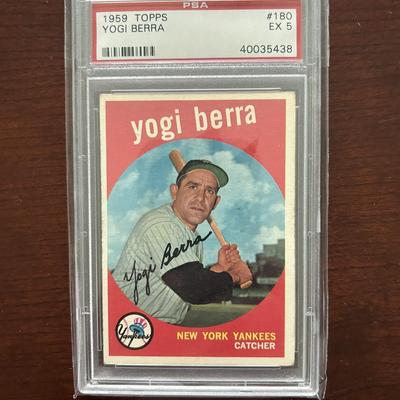 PSA
1959 TOPPS #180
YOGI BERRA EX 5
40035438
yogi berra
Yogi Berra
Yankees
NEW YORK YANKEES
CATCHER